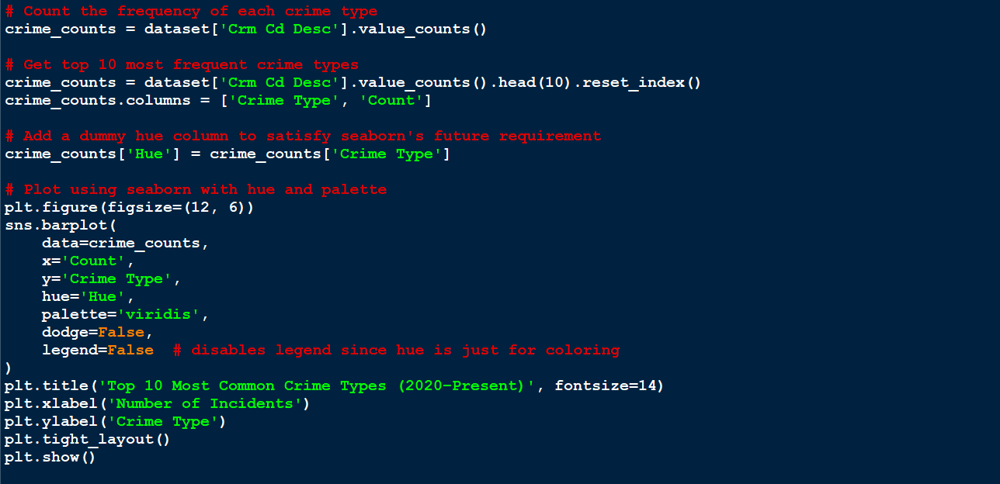 # Count the frequency of each crime type
crime_counts = dataset['Crm Cd Desc'].value_counts()

# Get top 10 most frequent crime types
crime_counts = dataset['Crm Cd Desc'].value_counts().head(10).reset_index()
crime_counts.columns = ['Crime Type', 'Count']

# Add a dummy hue column to satisfy seaborn's future requirement
crime_counts['Hue'] = crime_counts['Crime Type']

# Plot using seaborn with hue and palette
plt.figure(figsize=(12, 6))
sns.barplot(
    data=crime_counts,
    x='Count',
    y='Crime Type',
    hue='Hue',
    palette='viridis',
    dodge=False,
    legend=False  # disables legend since hue is just for coloring
)
plt.title('Top 10 Most Common Crime Types (2020–Present)', fontsize=14)
plt.xlabel('Number of Incidents')
plt.ylabel('Crime Type')
plt.tight_layout()
plt.show()